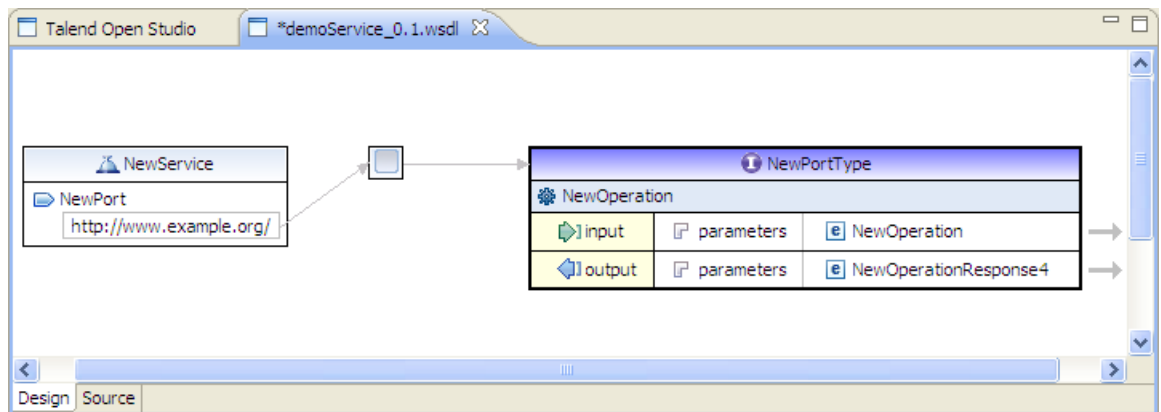 Talend Open Studio
*demoService_0.1.wsdl
NewService
NewPort
http://www.example.org/
NewPortType
NewOperation
input parameters e NewOperation
output parameters e NewOperationResponse4
Design Source